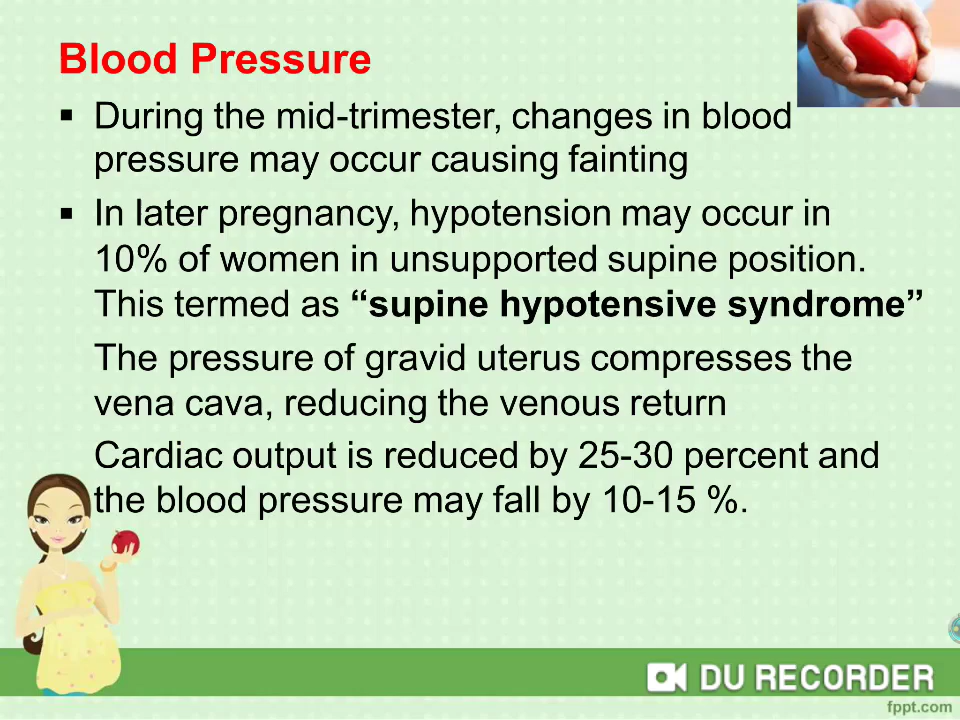 Blood Pressure
▪ During the mid-trimester, changes in blood
pressure may occur causing fainting
▪ In later pregnancy, hypotension may occur in
10% of women in unsupported supine position.
This termed as “supine hypotensive syndrome”
The pressure of gravid uterus compresses the
vena cava, reducing the venous return
Cardiac output is reduced by 25-30 percent and
the blood pressure may fall by 10-15 %.
DU RECORDER
fppt.com